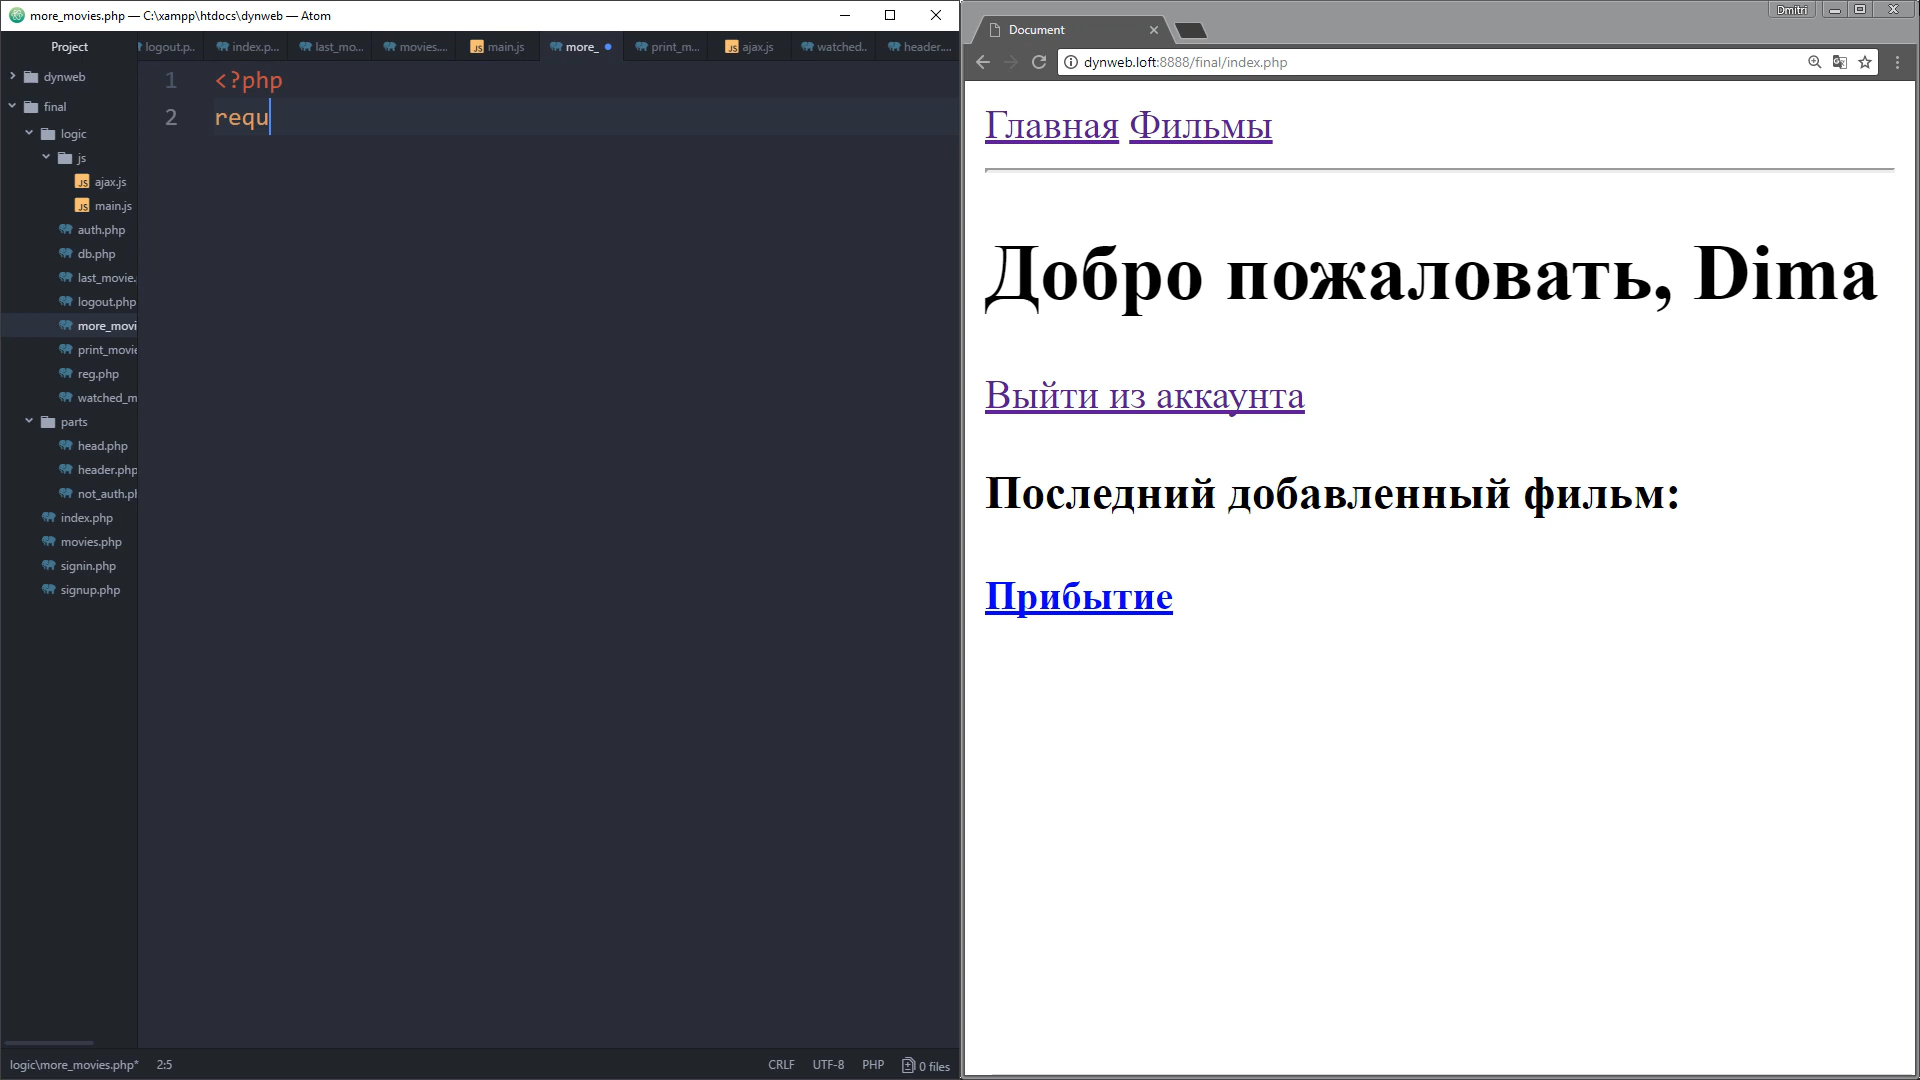 more_movies.php — C:\xampp\htdocs\dynweb — Atom
Project
logout.p..
index.p...
last_mo...
movies....
main.js
more_
print_m...
ajax.js
watched..
header....
dynweb
final
logic
js
ajax.js
main.js
auth.php
db.php
last_movie.
logout.php
more_movi
print_movie
reg.php
watched_m
parts
head.php
header.php
not_auth.ph
index.php
movies.php
signin.php
signup.php
1 <?php
2 requ
logic\more_movies.php* 2:5
CRLF UTF-8 PHP 0 files
Dmitri
Document
dynweb.loft:8888/final/index.php
Главная Фильмы
Добро пожаловать, Dima
Выйти из аккаунта
Последний добавленный фильм:
Прибытие